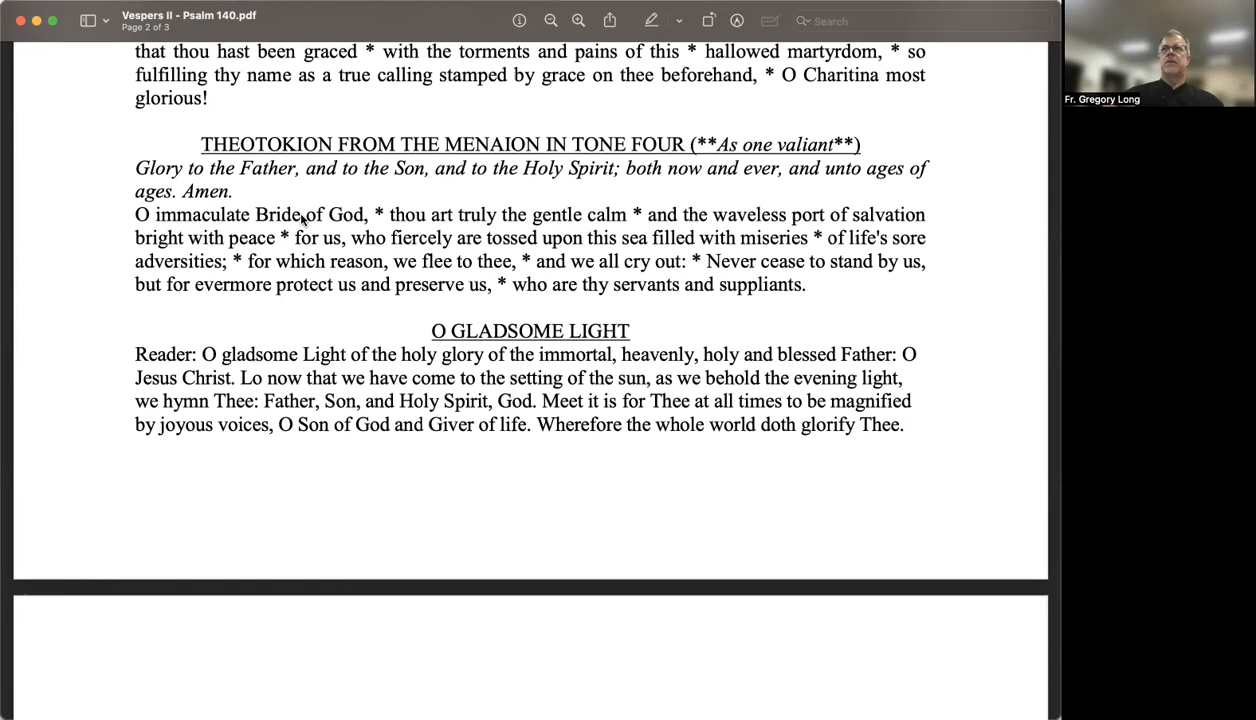 Vespers II - Psalm 140.pdf
Page 2 of 3
Search
that thou hast been graced * with the torments and pains of this * hallowed martyrdom, * so
fulfilling thy name as a true calling stamped by grace on thee beforehand, * O Charitina most
glorious!
THEOTOKION FROM THE MENAION IN TONE FOUR (**As one valiant**)
Glory to the Father, and to the Son, and to the Holy Spirit; both now and ever, and unto ages of
ages. Amen.
O immaculate Bride of God, * thou art truly the gentle calm * and the waveless port of salvation
bright with peace * for us, who fiercely are tossed upon this sea filled with miseries * of life's sore
adversities; * for which reason, we flee to thee, * and we all cry out: * Never cease to stand by us,
but for evermore protect us and preserve us, * who are thy servants and suppliants.
O GLADSOME LIGHT
Reader: O gladsome Light of the holy glory of the immortal, heavenly, holy and blessed Father: O
Jesus Christ. Lo now that we have come to the setting of the sun, as we behold the evening light,
we hymn Thee: Father, Son, and Holy Spirit, God. Meet it is for Thee at all times to be magnified
by joyous voices, O Son of God and Giver of life. Wherefore the whole world doth glorify Thee.
Fr. Gregory Long